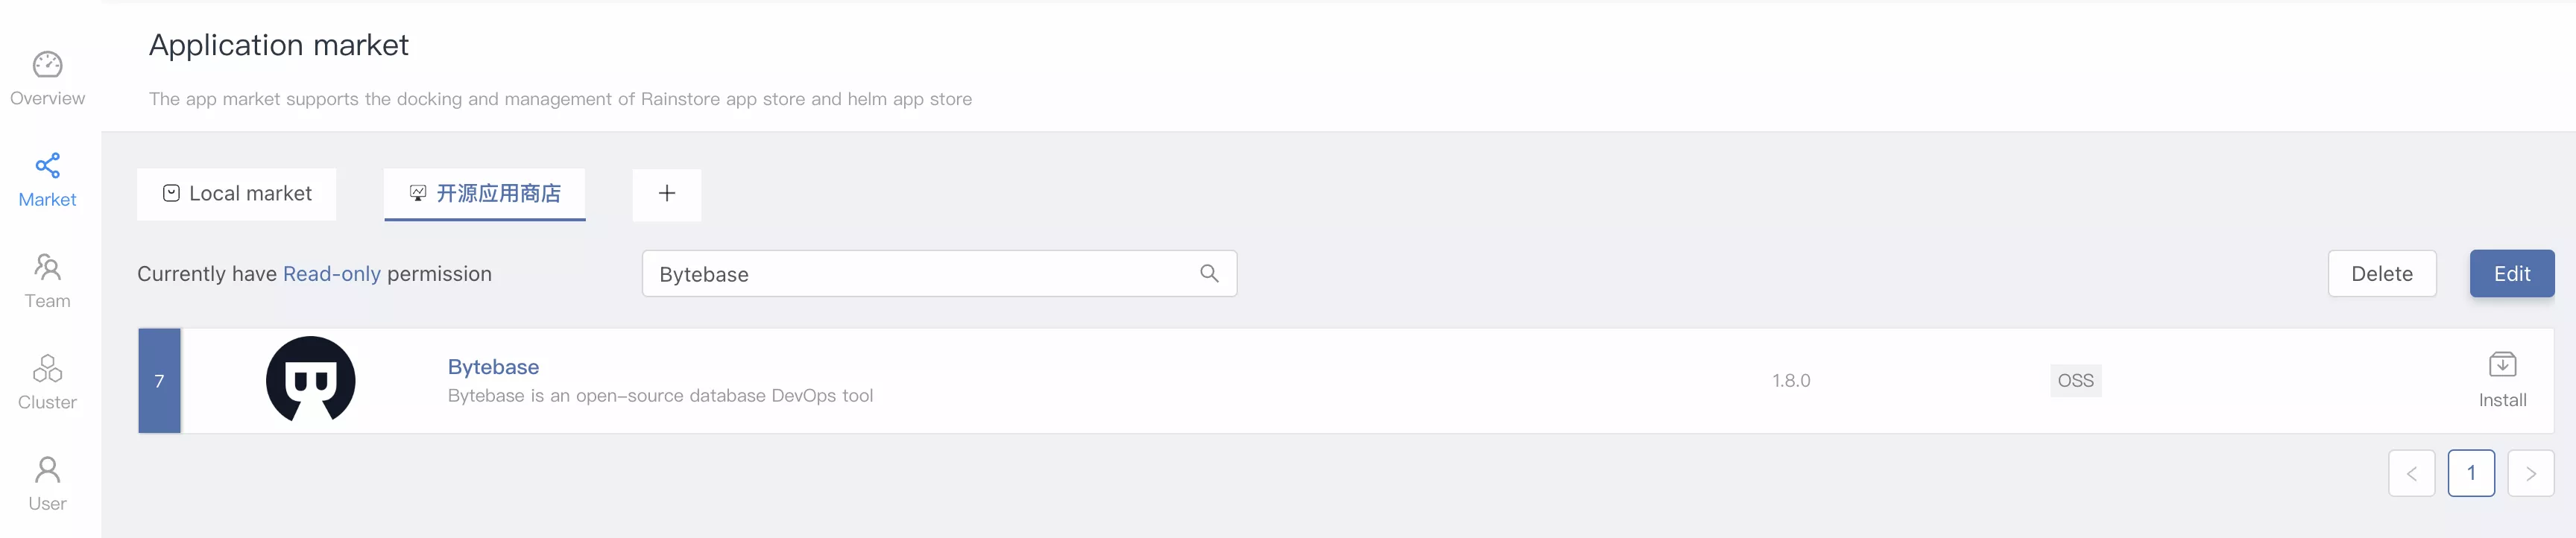 Application market
The app market supports the docking and management of Rainstore app store and helm app store
Overview
Market
Team
Cluster
User
Local market
开源应用商店
+
Currently have Read-only permission
Bytebase
Delete
Edit
7
Bytebase
Bytebase is an open-source database DevOps tool
1.8.0
OSS
Install
< 1 >